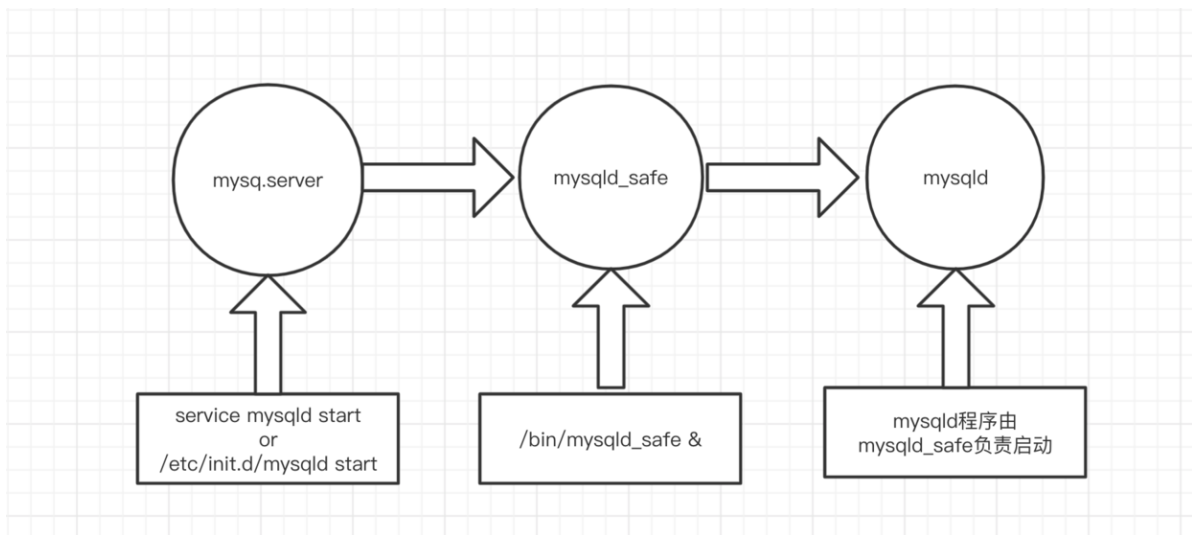 mysq.server
mysqld_safe
mysqld
service mysqld start
or
/etc/init.d/mysqld start
/bin/mysqld_safe &
mysqld程序由
mysqld_safe负责启动